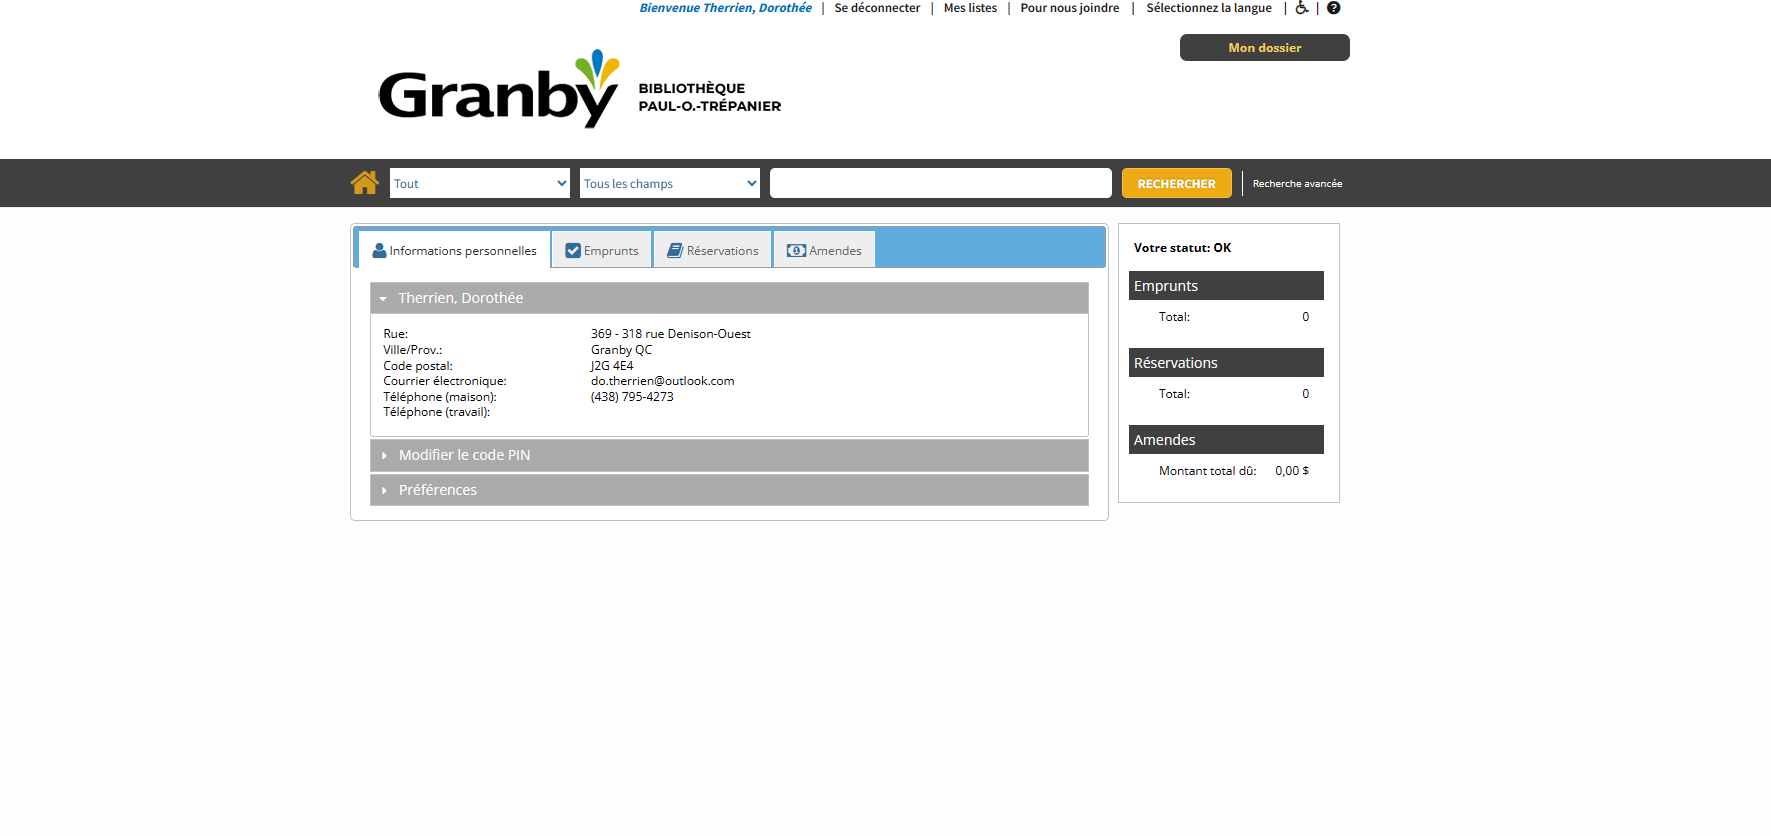 Bienvenue Therrien, Dorothée | Se déconnecter | Mes listes | Pour nous joindre | Sélectionnez la langue | | ?
Mon dossier
Granby
BIBLIOTHÈQUE
PAUL-O.-TRÉPANIER
Tout Tous les champs RECHERCHER Recherche avancée
Informations personnelles Emprunts Réservations Amendes
Therrien, Dorothée
Rue: 369 - 318 rue Denison-Ouest
Ville/Prov.: Granby QC
Code postal: J2G 4E4
Courrier électronique: do.therrien@outlook.com
Téléphone (maison): (438) 795-4273
Téléphone (travail):
Modifier le code PIN
Préférences
Votre statut: OK
Emprunts
Total: 0
Réservations
Total: 0
Amendes
Montant total dû: 0,00 $